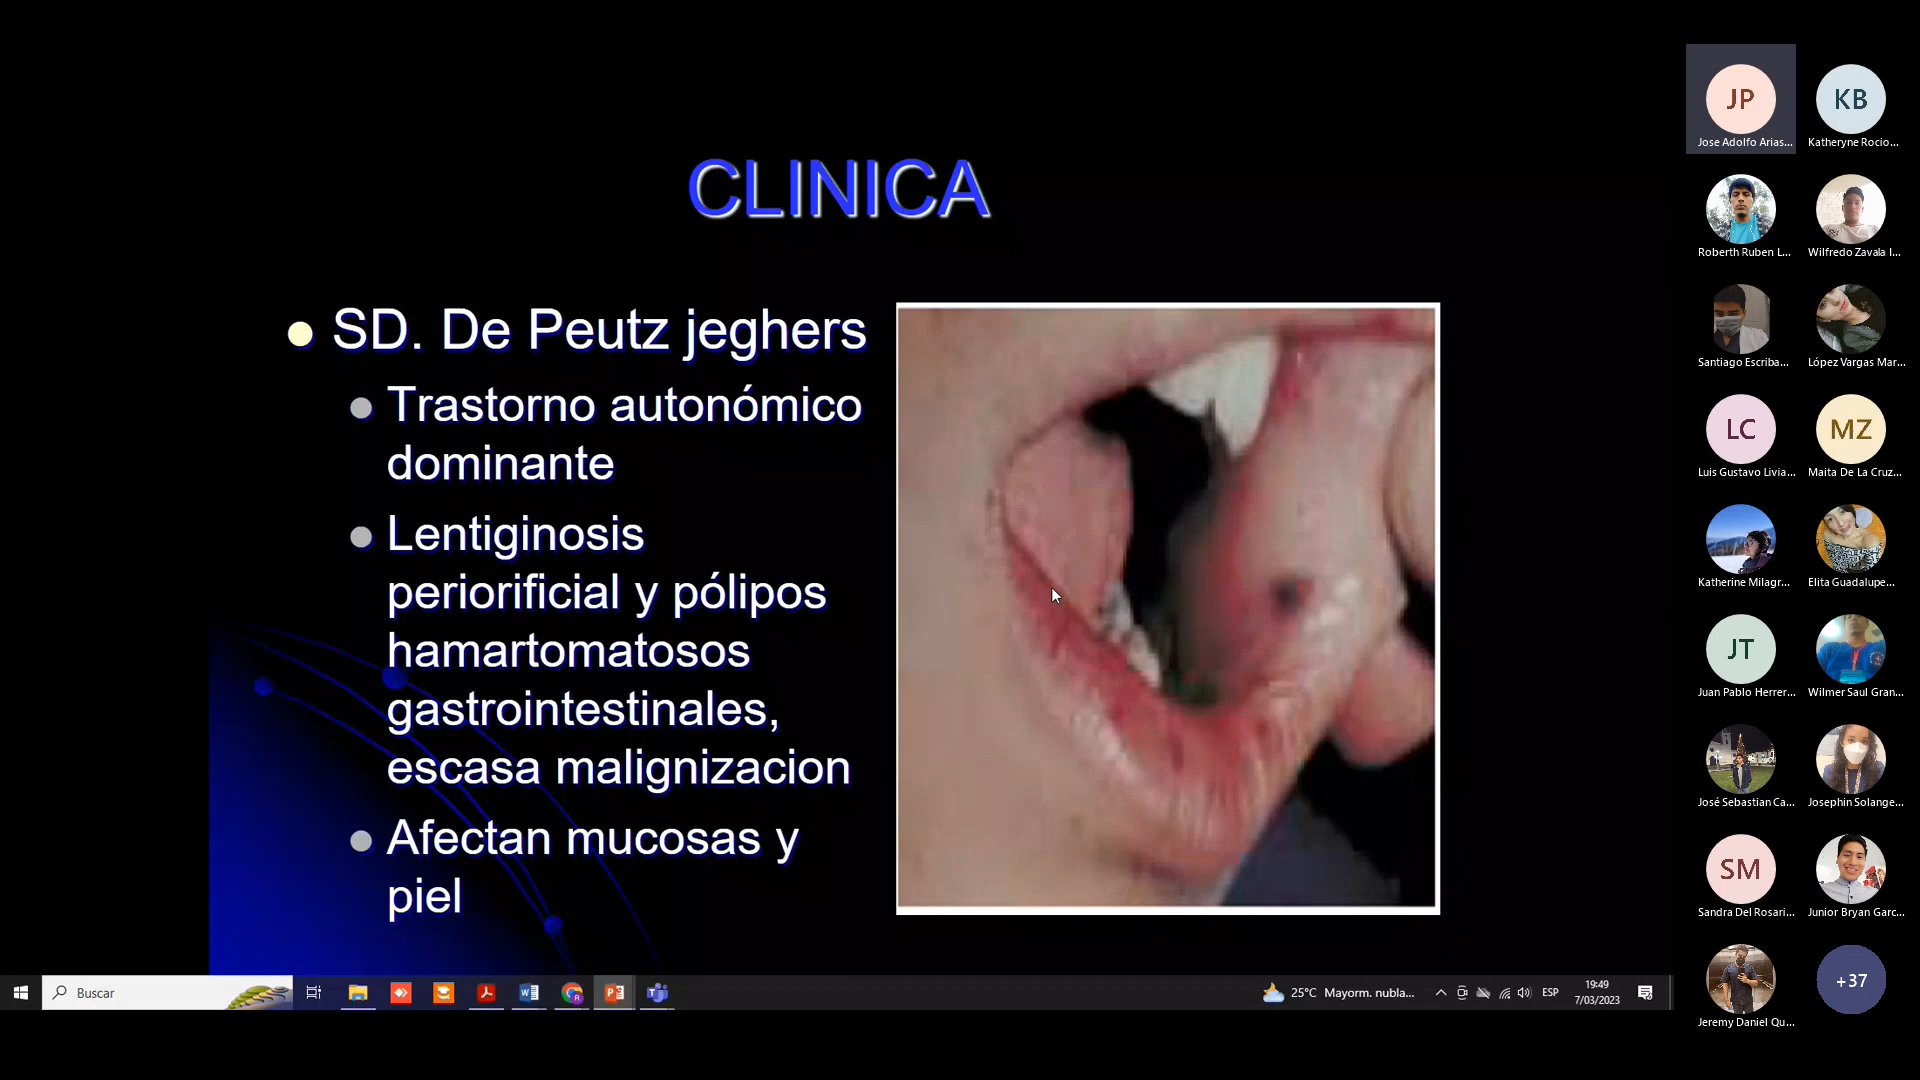 CLINICA
SD. De Peutz jeghers
Trastorno autonómico
dominante
Lentiginosis
periorificial y pólipos
hamartomatosos
gastrointestinales,
escasa malignizacion
Afectan mucosas y
piel
JP
Jose Adolfo Arias...
KB
Katheryne Rocio...
Roberth Ruben L...
Wilfredo Zavala I...
Santiago Escriba...
López Vargas Mar...
LC
Luis Gustavo Livia...
MZ
Maita De La Cruz...
Katherine Milagr...
Elita Guadalupe...
JT
Juan Pablo Herrer...
Wilmer Saul Gran...
José Sebastian Ca...
Josephin Solange...
SM
Sandra Del Rosari...
Junior Bryan Garc...
Jeremy Daniel Qu...
+37
Buscar
25°C Mayorm. nubla...
ESP
19:49
7/03/2023